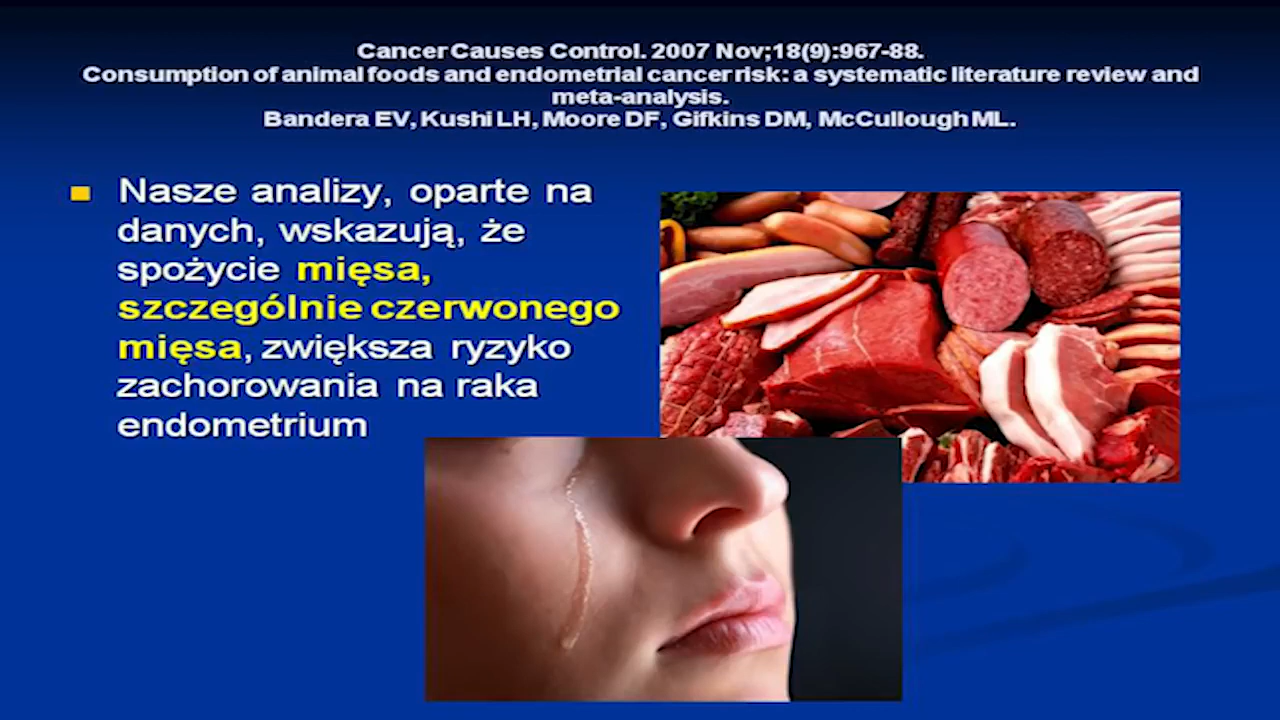 Cancer Causes Control. 2007 Nov;18(9):967-88.
Consumption of animal foods and endometrial cancer risk: a systematic literature review and
meta-analysis.
Bandera EV, Kushi LH, Moore DF, Gifkins DM, McCullough ML.
Nasze analizy, oparte na
danych, wskazują, że
spożycie mięsa,
szczególnie czerwonego
mięsa, zwiększa ryzyko
zachorowania na raka
endometrium